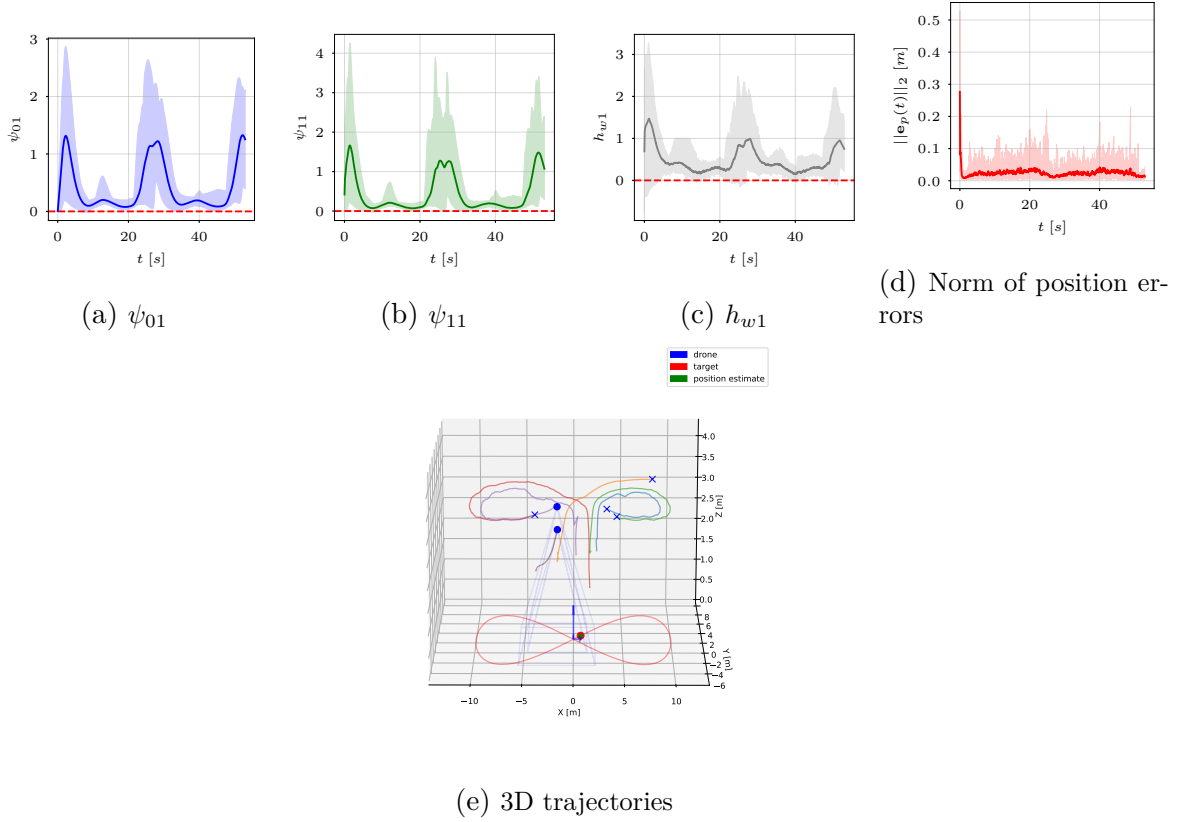 3
2
1
0
ψ01
0
20
40
t [s]
(a) ψ01
4
3
2
1
0
ψ11
0
20
40
t [s]
(b) ψ11
3
2
1
0
hw1
0
20
40
t [s]
(c) hw1
0.5
0.4
0.3
0.2
0.1
0.0
||ep(t)||2 [m]
0
20
40
t [s]
(d) Norm of position er-
rors
drone
target
position estimate
4.0
3.5
3.0
2.5
2.0
1.5
1.0
0.5
0.0
Z [m]
8
6
4
2
0
−2
−4
−6
Y [m]
−10
−5
0
5
10
X [m]
(e) 3D trajectories